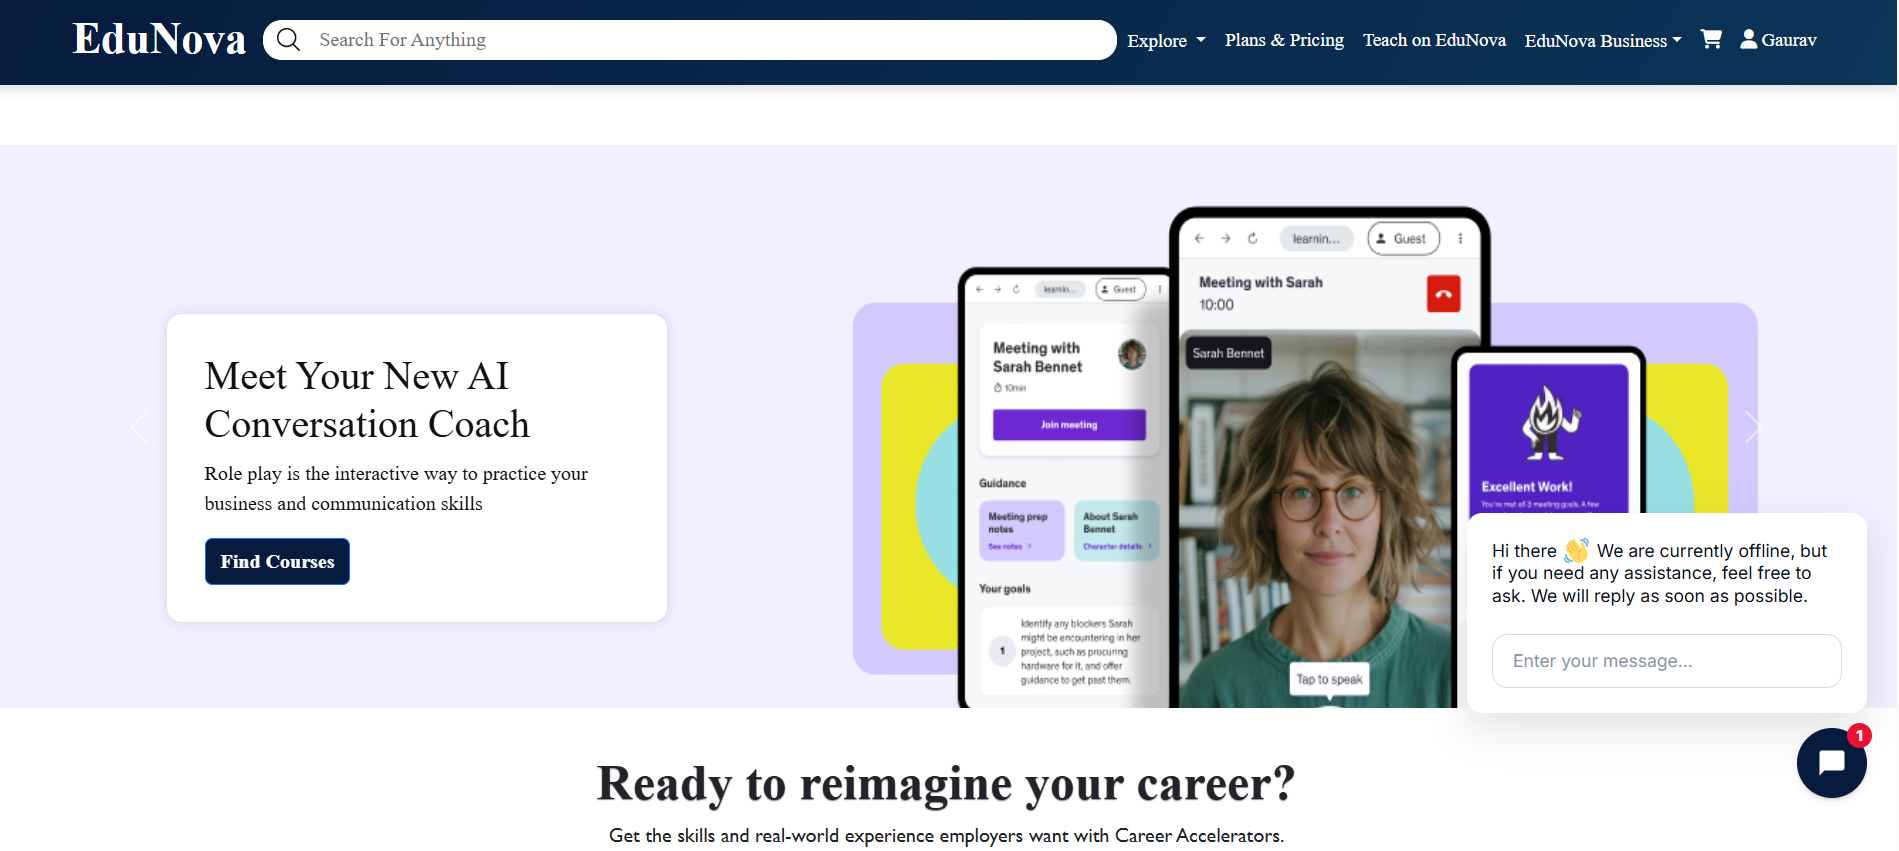 EduNova
Search For Anything
Explore
Plans & Pricing
Teach on EduNova
EduNova Business
Gaurav
Meet Your New AI
Conversation Coach
Role play is the interactive way to practice your
business and communication skills
Find Courses
learnin...
Guest
Meeting with
Sarah Bennet
10min
Join meeting
Guidance
Meeting prep
notes
See notes
About Sarah
Bennet
Character details
Your goals
1
Identify any blockers Sarah
might be encountering in her
project, such as procuring
hardware for it, and offer
guidance to get past them.
learnin...
Guest
Meeting with Sarah
10:00
Sarah Bennet
Tap to speak
Excellent Work!
You've met all 3 meeting goals. A few
Hi there 👋 We are currently offline, but
if you need any assistance, feel free to
ask. We will reply as soon as possible.
Enter your message...
1
Ready to reimagine your career?
Get the skills and real-world experience employers want with Career Accelerators.